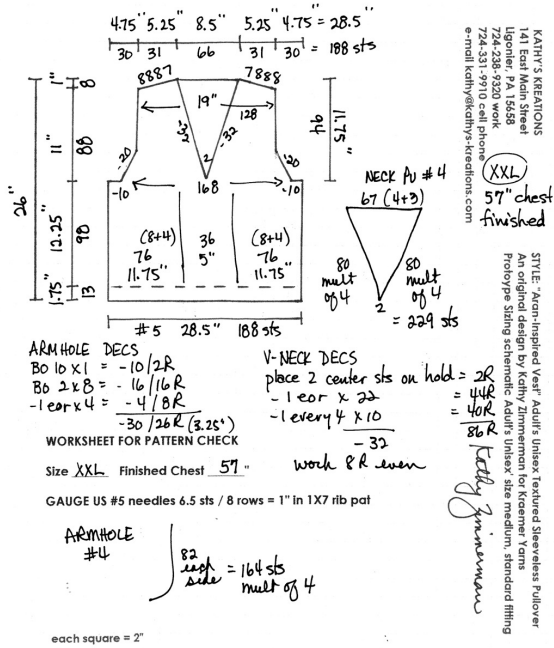 4.75" 5.25" 8.5" 5.25" 4.75" = 28.5"
30 31 66 31 30 = 188 sts
1" 8
8887 7888
19"
128
-32 -32
11" 88
-20 -20
2
94 11.75"
-10 168 -10
26"
12.25" 98
(8+4) 36 (8+4)
76 5" 76
11.75" 11.75"
1.75" 13
#5 28.5" 188 sts
NECK PU #4
67 (4+3)
80 mult of 4
80 mult of 4
2
= 229 sts
KATHY'S KREATIONS
141 East Main Street
Ligonier, PA 15658
724-238-9320 work
724-331-9910 cell phone
e-mail kathy@kathys-kreations.com
XXL
57" chest
finished
STYLE: "Aran-Inspired Vest" Adult's Unisex Textured Sleeveless Pullover
An original design by Kathy Zimmerman for Kraemer Yarns
Protoype Sizing schematic Adult's Unisex' size medium, standard fitting
Kathy Zimmerman
ARMHOLE DECS
BO 10 x 1 = -10/2R
BO 2 x 8 = -16/16R
-1 eor x 4 = -4/8R
-30/26R (3.25")
V-NECK DECS
place 2 center sts on hold = 2R
-1 eor x 22 = 44R
-1 every 4 x 10 = 40R
-32 86R
work 8R even
WORKSHEET FOR PATTERN CHECK
Size XXL Finished Chest 57"
GAUGE US #5 needles 6.5 sts / 8 rows = 1" in 1X7 rib pat
ARMHOLE
#4
82 each side = 164 sts
mult of 4
each square = 2"